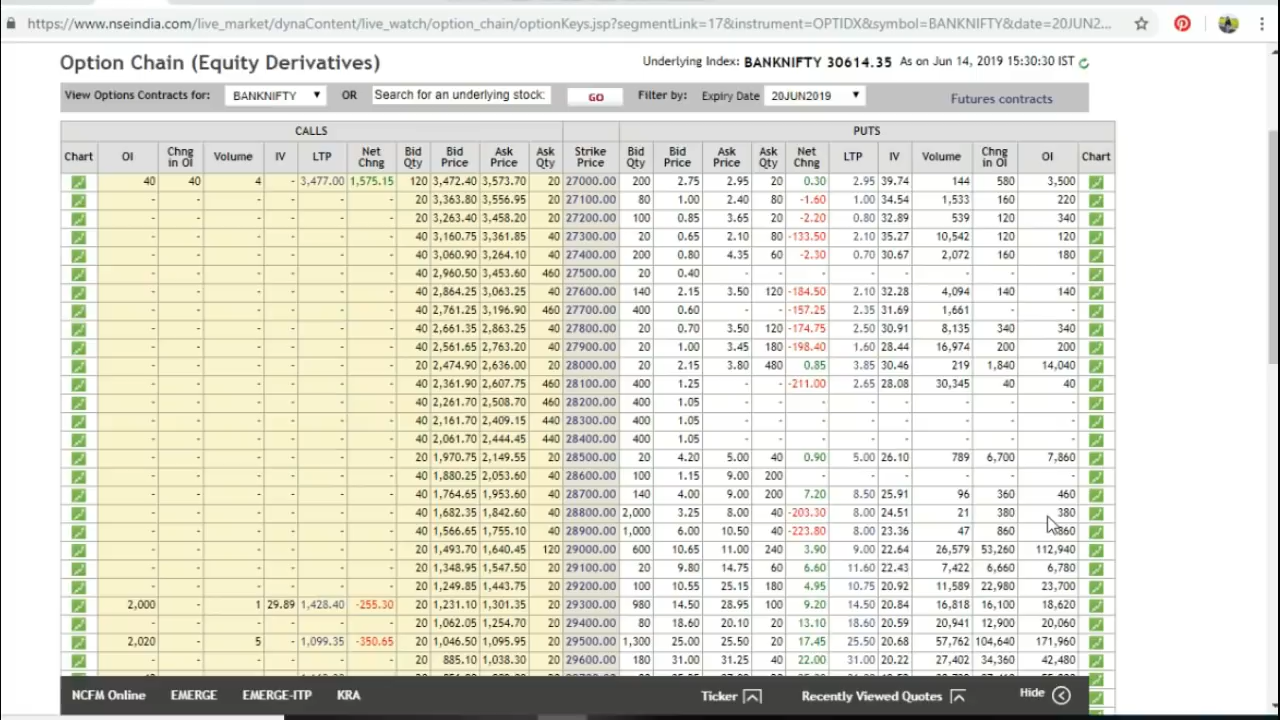 https://www.nseindia.com/live_market/dynaContent/live_watch/option_chain/optionKeys.jsp?segmentLink=17&instrument=OPTIDX&symbol=BANKNIFTY&date=20JUN2...
Option Chain (Equity Derivatives) Underlying Index: BANKNIFTY 30614.35 As on Jun 14, 2019 15:30:30 IST
View Options Contracts for: BANKNIFTY OR Search for an underlying stock: GO Filter by: Expiry Date 20JUN2019 Futures contracts
CALLS PUTS
Chart OI Chng in OI Volume IV LTP Net Chng Bid Qty Bid Price Ask Price Ask Qty Strike Price Bid Qty Bid Price Ask Price Ask Qty Net Chng LTP IV Volume Chng in OI OI Chart
40 40 4 - 3,477.00 1,575.15 120 3,472.40 3,573.70 20 27000.00 200 2.75 2.95 20 0.30 2.95 39.74 144 580 3,500
- - - - - - 20 3,363.80 3,556.95 20 27100.00 80 1.00 2.40 80 -1.60 1.00 34.54 1,533 160 220
- - - - - - 20 3,263.40 3,458.20 20 27200.00 100 0.85 3.65 20 -2.20 0.80 32.89 539 120 340
- - - - - - 40 3,160.75 3,361.85 40 27300.00 20 0.65 2.10 80 -133.50 2.10 35.27 10,542 120 120
- - - - - - 40 3,060.90 3,264.10 40 27400.00 200 0.80 4.35 60 -2.30 0.70 30.67 2,072 160 180
- - - - - - 40 2,960.50 3,453.60 460 27500.00 20 0.40 - - - - - - - -
- - - - - - 40 2,864.25 3,063.25 40 27600.00 140 2.15 3.50 120 -184.50 2.10 32.28 4,094 140 140
- - - - - - 40 2,761.25 3,196.90 460 27700.00 400 0.60 - - -157.25 2.35 31.69 1,661 - -
- - - - - - 40 2,661.35 2,863.25 40 27800.00 20 0.70 3.50 120 -174.75 2.50 30.91 8,135 340 340
- - - - - - 40 2,561.65 2,763.20 40 27900.00 20 1.00 3.45 180 -198.40 1.60 28.44 16,974 200 200
- - - - - - 20 2,474.90 2,636.00 20 28000.00 20 2.15 3.80 480 0.85 3.85 30.46 219 1,840 14,040
- - - - - - 40 2,361.90 2,607.75 460 28100.00 400 1.25 - - -211.00 2.65 28.08 30,345 40 40
- - - - - - 40 2,261.70 2,508.70 460 28200.00 400 1.05 - - - - - - - -
- - - - - - 40 2,161.70 2,409.15 440 28300.00 400 1.05 - - - - - - - -
- - - - - - 40 2,061.70 2,444.45 440 28400.00 400 1.05 - - - - - - - -
- - - - - - 20 1,970.75 2,149.55 20 28500.00 20 4.20 5.00 40 0.90 5.00 26.10 789 6,700 7,860
- - - - - - 40 1,880.25 2,053.60 40 28600.00 100 1.15 9.00 200 - - - - - -
- - - - - - 40 1,764.65 1,953.60 40 28700.00 140 4.00 9.00 200 7.20 8.50 25.91 96 360 460
- - - - - - 40 1,682.35 1,842.60 40 28800.00 2,000 3.25 8.00 40 -203.30 8.00 24.51 21 380 380
- - - - - - 40 1,566.65 1,755.10 40 28900.00 1,000 6.00 10.50 40 -223.80 8.00 23.36 47 860 860
- - - - - - 20 1,493.70 1,640.45 120 29000.00 600 10.65 11.00 240 3.90 9.00 22.64 26,579 53,260 112,940
- - - - - - 20 1,348.95 1,547.50 20 29100.00 20 9.80 14.75 60 6.60 11.60 22.43 7,422 6,660 6,780
- - - - - - 20 1,249.85 1,443.75 20 29200.00 100 10.55 25.15 180 4.95 10.75 20.92 11,589 22,980 23,700
2,000 - 1 29.89 1,428.40 -255.30 20 1,231.10 1,301.35 20 29300.00 980 14.50 28.95 100 9.20 14.50 20.84 16,818 16,100 18,620
- - - - - - 20 1,062.05 1,254.70 20 29400.00 80 18.60 20.10 20 13.10 18.60 20.59 20,941 12,900 20,060
2,020 - 5 - 1,099.35 -350.65 20 1,046.50 1,095.95 20 29500.00 1,300 25.00 25.50 20 17.45 25.50 20.68 57,762 104,640 171,960
- - - - - - 20 885.10 1,038.30 20 29600.00 180 31.00 31.25 40 22.00 31.00 20.22 27,402 34,360 42,480
NCFM Online EMERGE EMERGE-ITP KRA Ticker Recently Viewed Quotes Hide